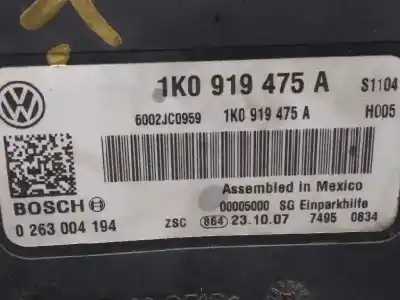 1K0 919 475 A S1104
6002JC0959 1K0 919 475 A H005
Assembled in Mexico
BOSCH 00005000 SG Einparkhilfe
0 263 004 194 ZSC 864 23.10.07 7495 0834